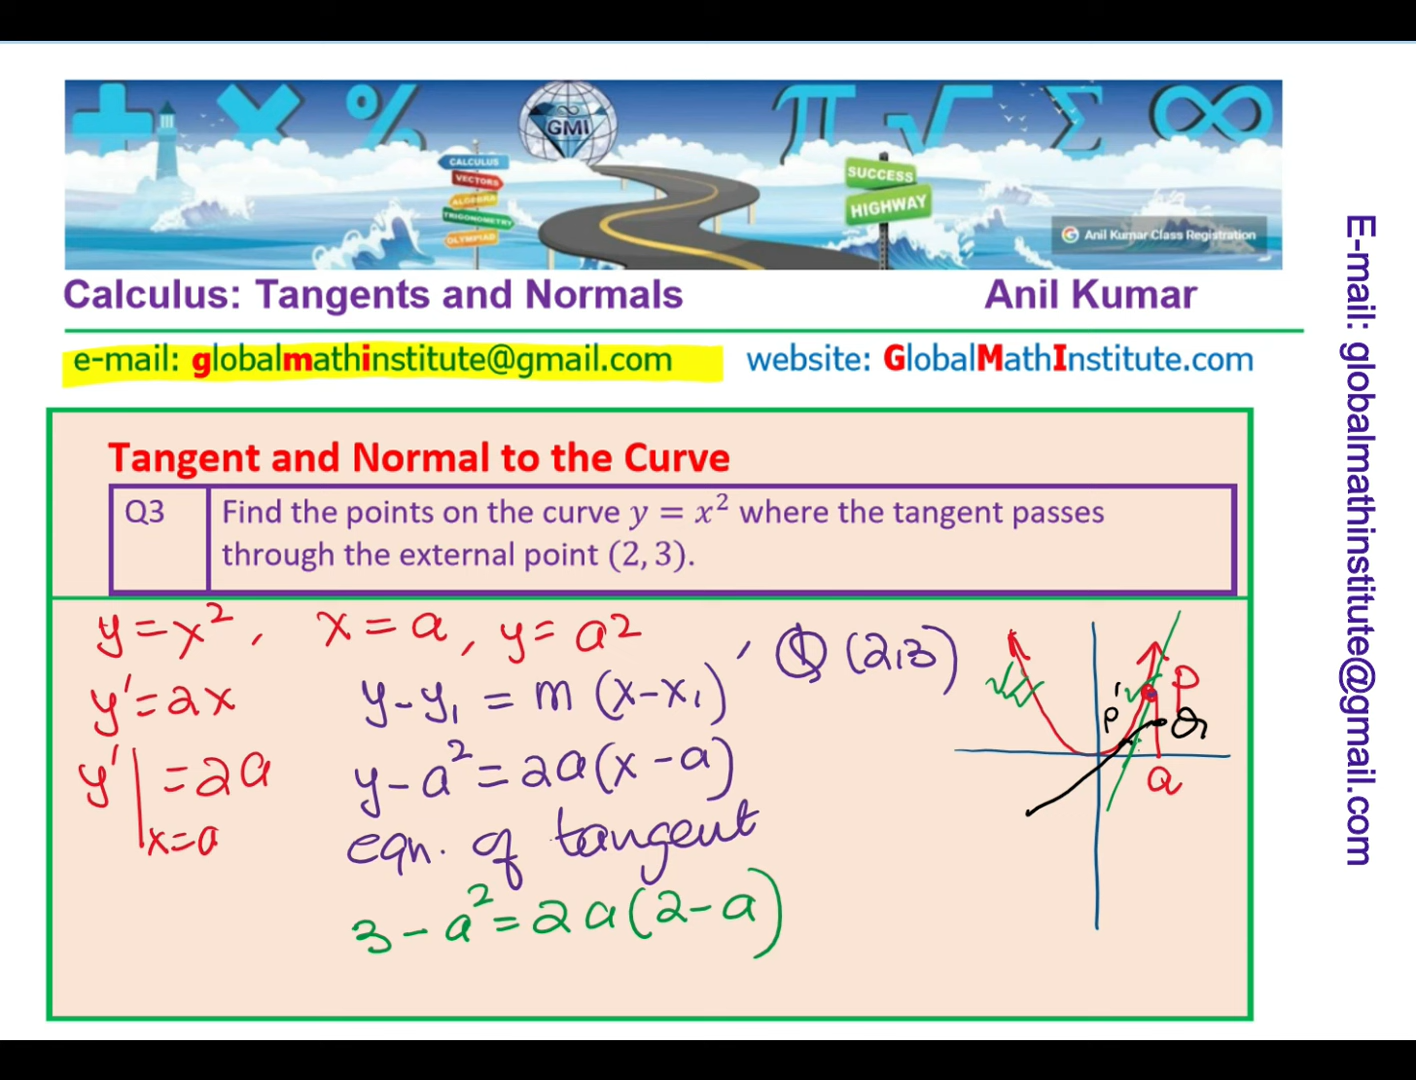 GMI
CALCULUS
VECTORS
ALGEBRA
TRIGONOMETRY
OLYMPIAD
SUCCESS
HIGHWAY
Anil Kumar Class Registration
Calculus: Tangents and Normals Anil Kumar
e-mail: globalmathinstitute@gmail.com website: GlobalMathInstitute.com
E-mail: globalmathinstitute@gmail.com
Tangent and Normal to the Curve
Q3 Find the points on the curve y = x² where the tangent passes
through the external point (2, 3).
y = x², x = a, y = a², Q (2,3)
y' = 2x y - y₁ = m (x - x₁)
y'|x=a = 2a y - a² = 2a (x - a)
eqn. of tangent
3 - a² = 2a (2 - a)
P
P'
Q
a